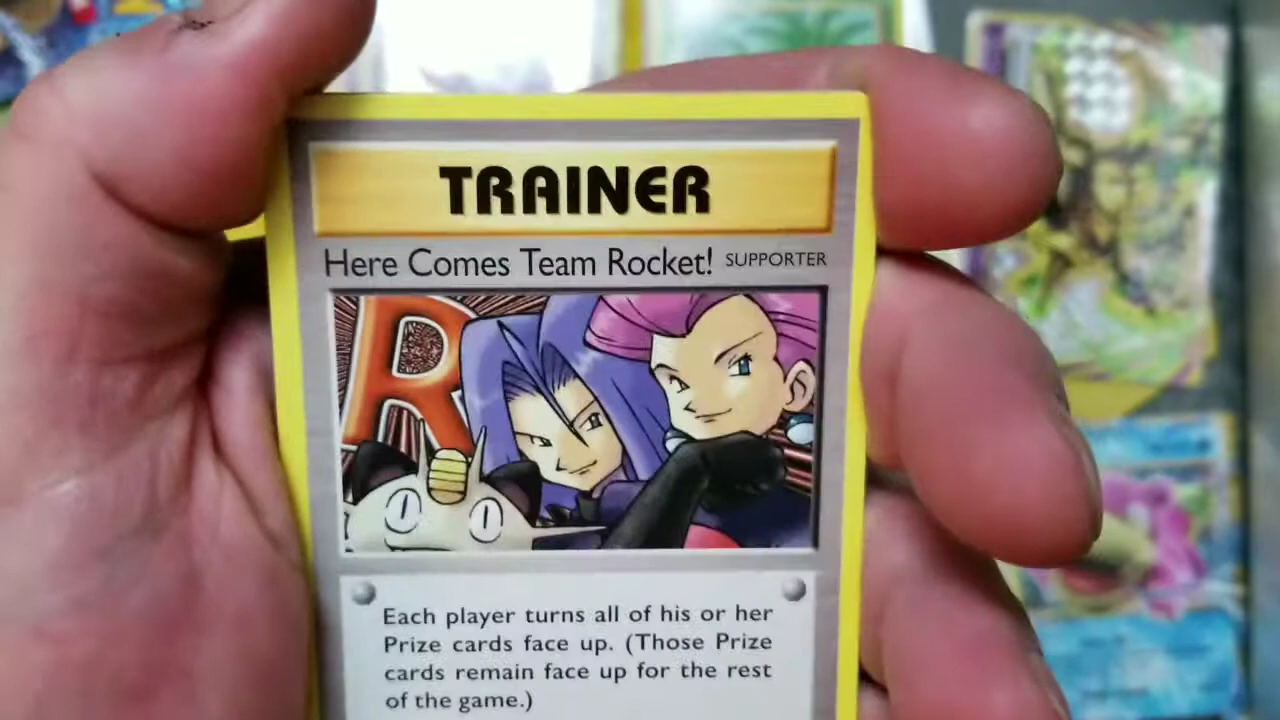 TRAINER
Here Comes Team Rocket! SUPPORTER
R
Each player turns all of his or her
Prize cards face up. (Those Prize
cards remain face up for the rest
of the game.)